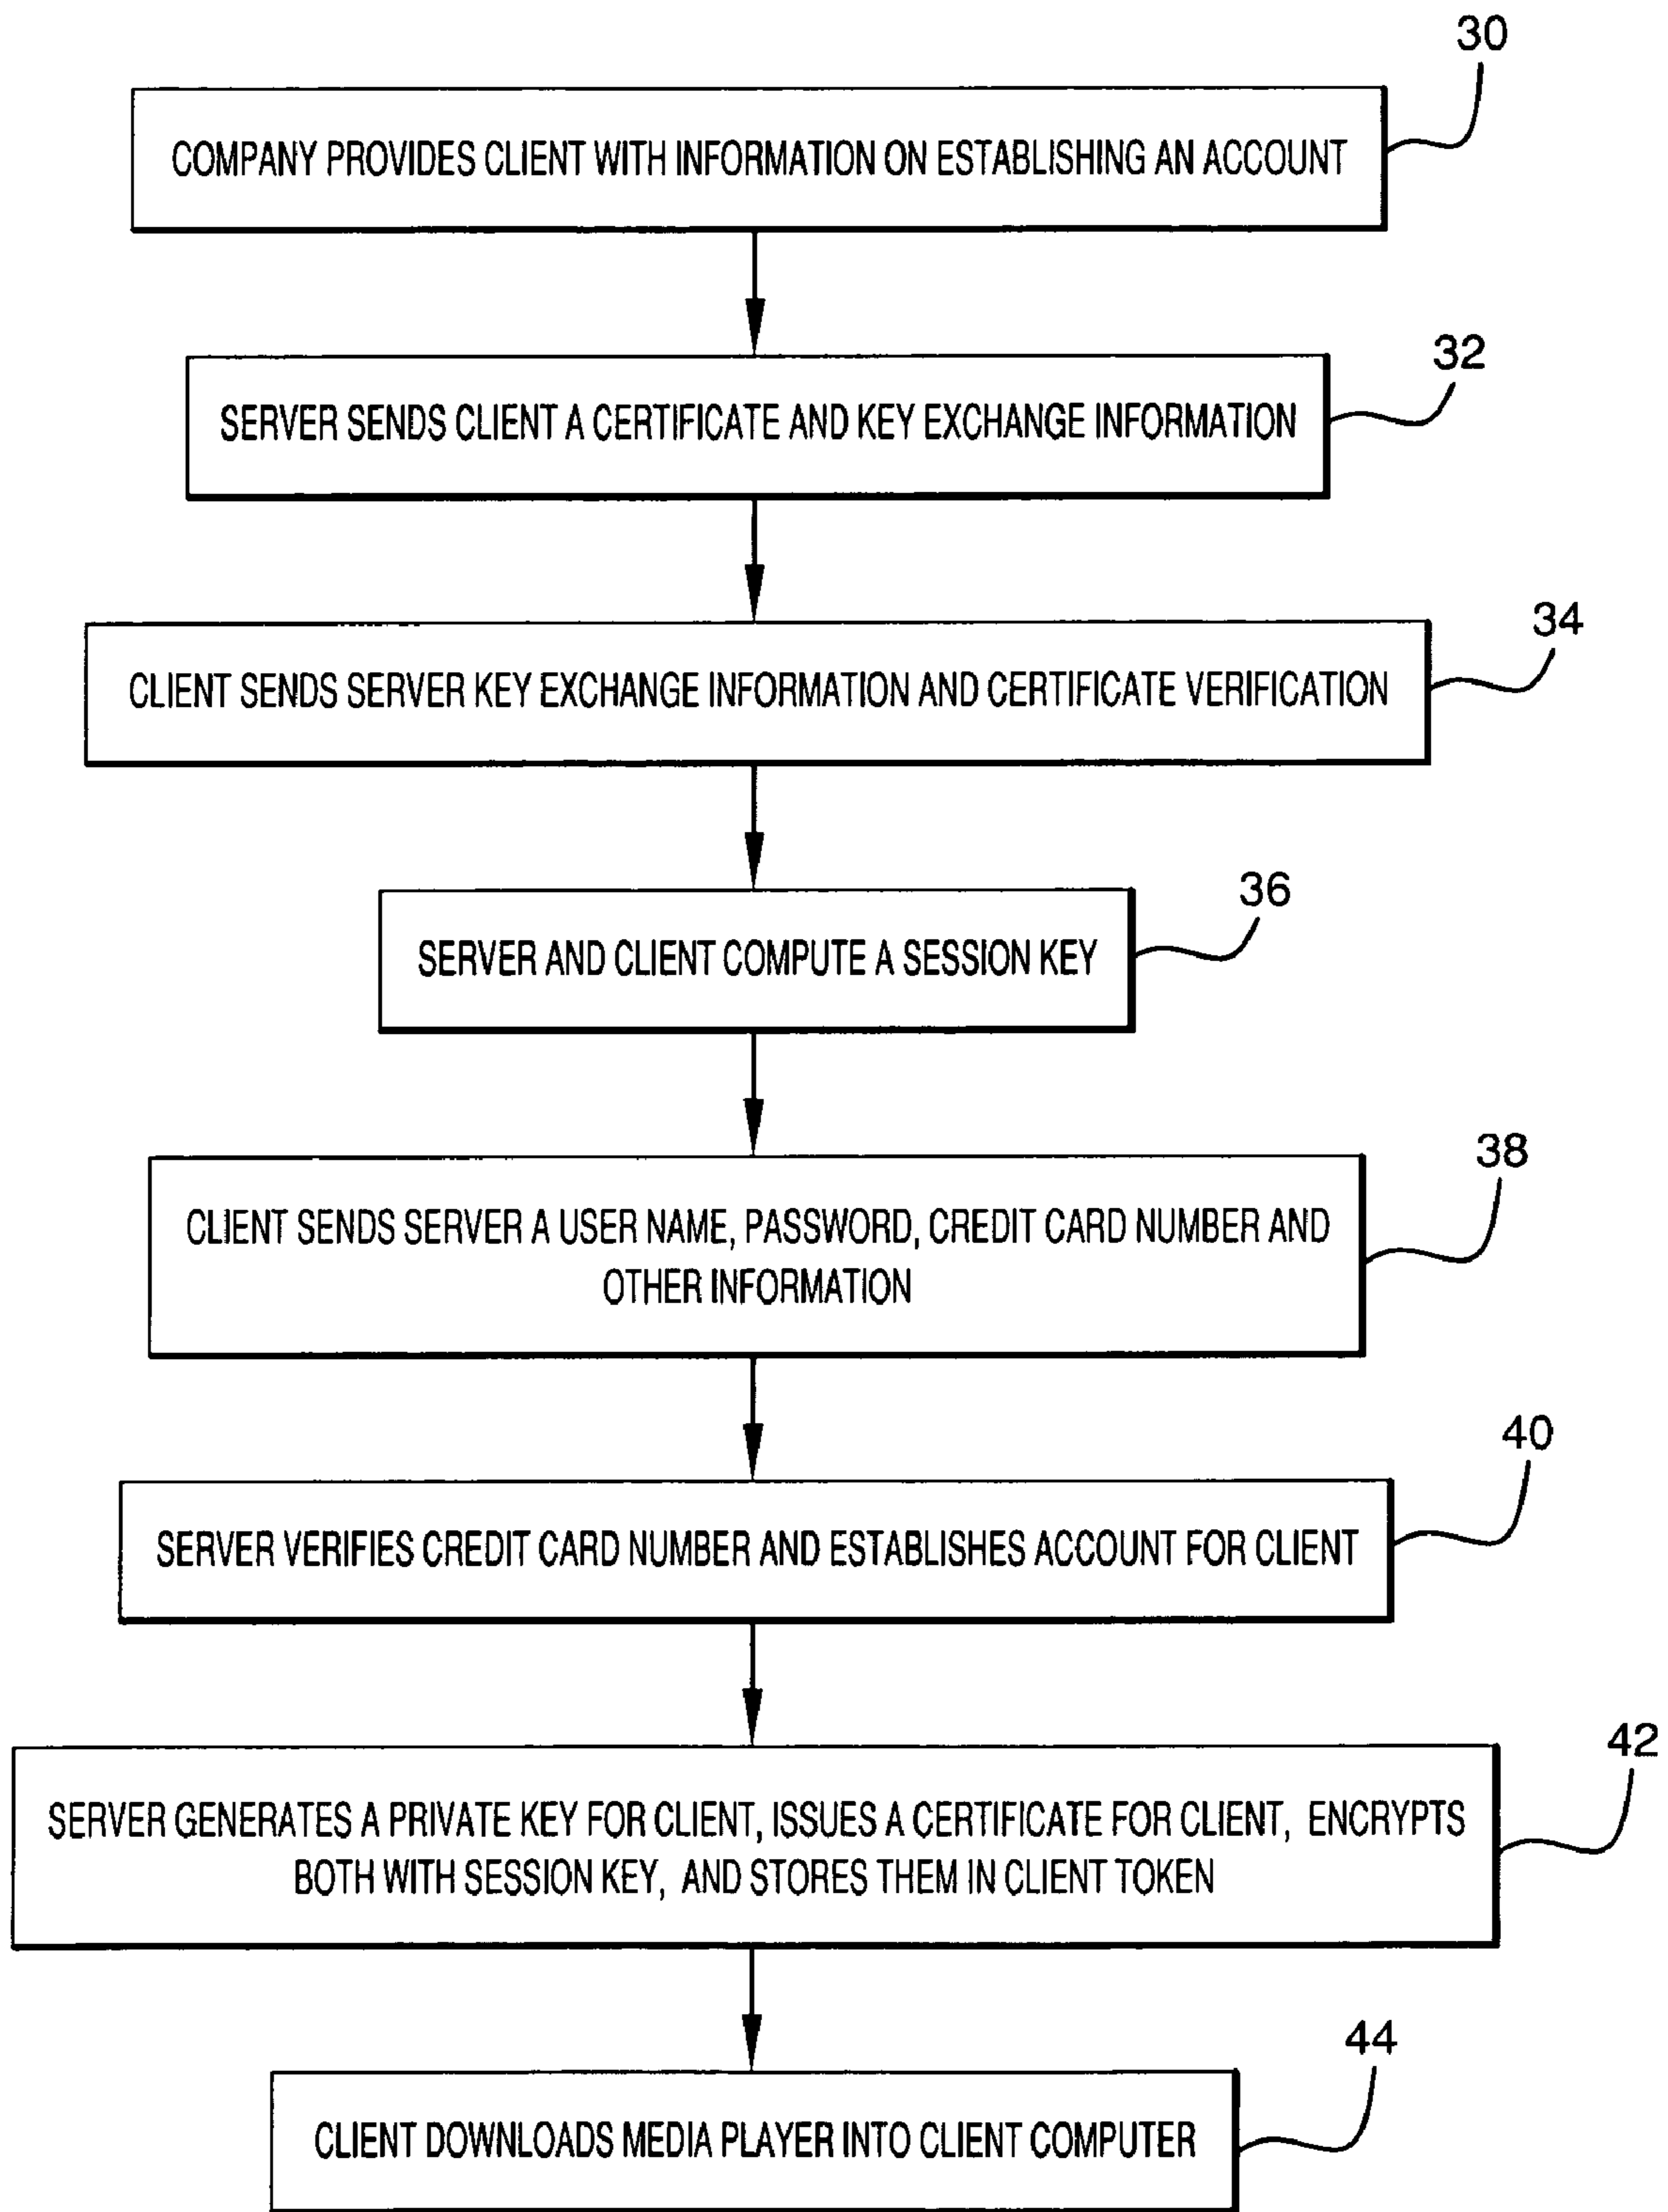 30
COMPANY PROVIDES CLIENT WITH INFORMATION ON ESTABLISHING AN ACCOUNT
32
SERVER SENDS CLIENT A CERTIFICATE AND KEY EXCHANGE INFORMATION
34
CLIENT SENDS SERVER KEY EXCHANGE INFORMATION AND CERTIFICATE VERIFICATION
36
SERVER AND CLIENT COMPUTE A SESSION KEY
38
CLIENT SENDS SERVER A USER NAME, PASSWORD, CREDIT CARD NUMBER AND
OTHER INFORMATION
40
SERVER VERIFIES CREDIT CARD NUMBER AND ESTABLISHES ACCOUNT FOR CLIENT
42
SERVER GENERATES A PRIVATE KEY FOR CLIENT, ISSUES A CERTIFICATE FOR CLIENT, ENCRYPTS
BOTH WITH SESSION KEY, AND STORES THEM IN CLIENT TOKEN
44
CLIENT DOWNLOADS MEDIA PLAYER INTO CLIENT COMPUTER